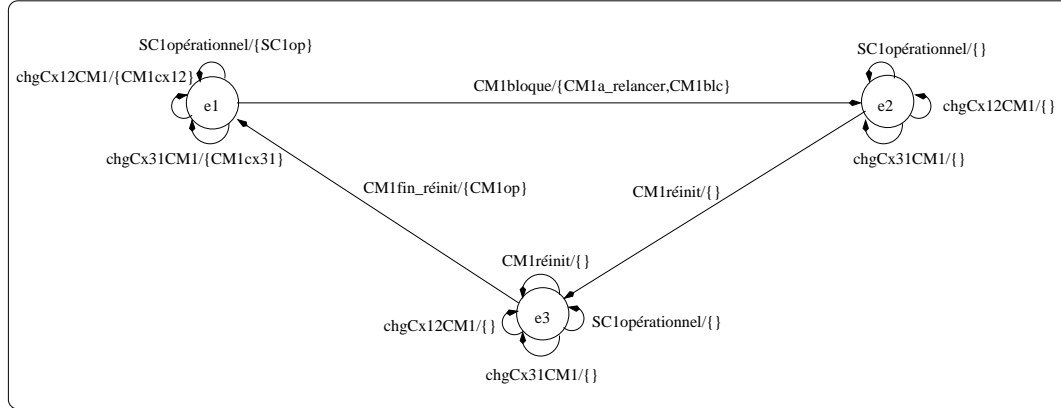 SC1opérationnel/{SC1op}
SC1opérationnel/{}
chgCx12CM1/{CM1cx12}
CM1bloque/{CM1a_relancer,CM1blc}
e1
e2
chgCx12CM1/{}
chgCx31CM1/{CM1cx31}
chgCx31CM1/{}
CM1fin_réinit/{CM1op}
CM1réinit/{}
CM1réinit/{}
chgCx12CM1/{}
e3
SC1opérationnel/{}
chgCx31CM1/{}